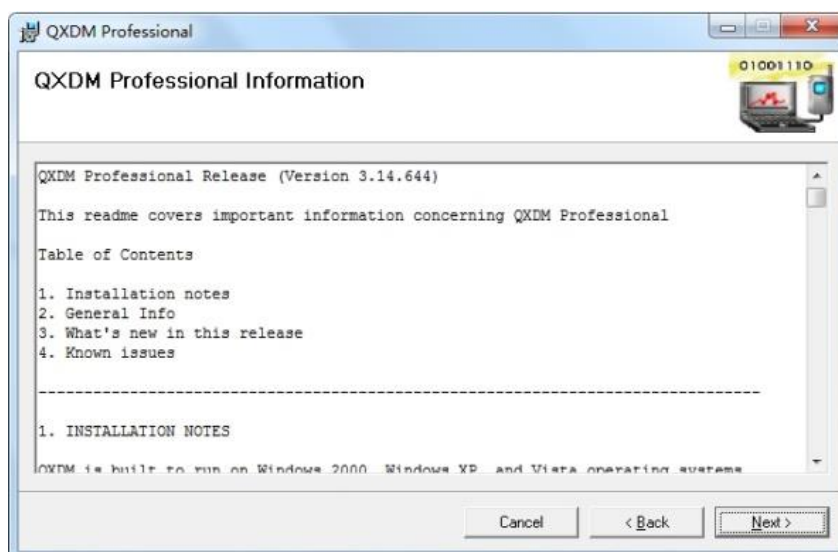 QXDM Professional
QXDM Professional Information
01001110
QXDM Professional Release (Version 3.14.644)
This readme covers important information concerning QXDM Professional
Table of Contents
1. Installation notes
2. General Info
3. What's new in this release
4. Known issues
--------------------------------------------------------------------------------
1. INSTALLATION NOTES
QXDM is built to run on Windows 2000, Windows XP, and Vista operating systems
Cancel
< Back
Next >